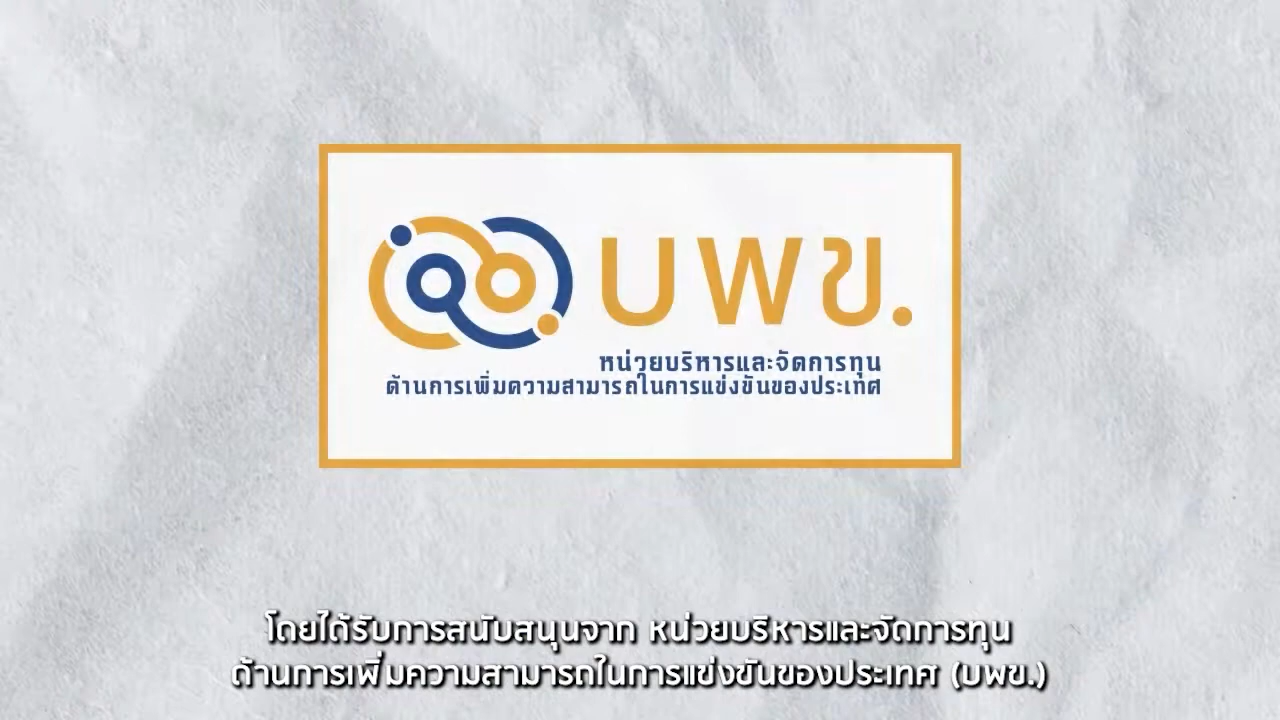 บพข.
หน่วยบริหารและจัดการทุน
ด้านการเพิ่มความสามารถในการแข่งขันของประเทศ
โดยได้รับการสนับสนุนจาก หน่วยบริหารและจัดการทุน
ด้านการเพิ่มความสามารถในการแข่งขันของประเทศ (บพข.)